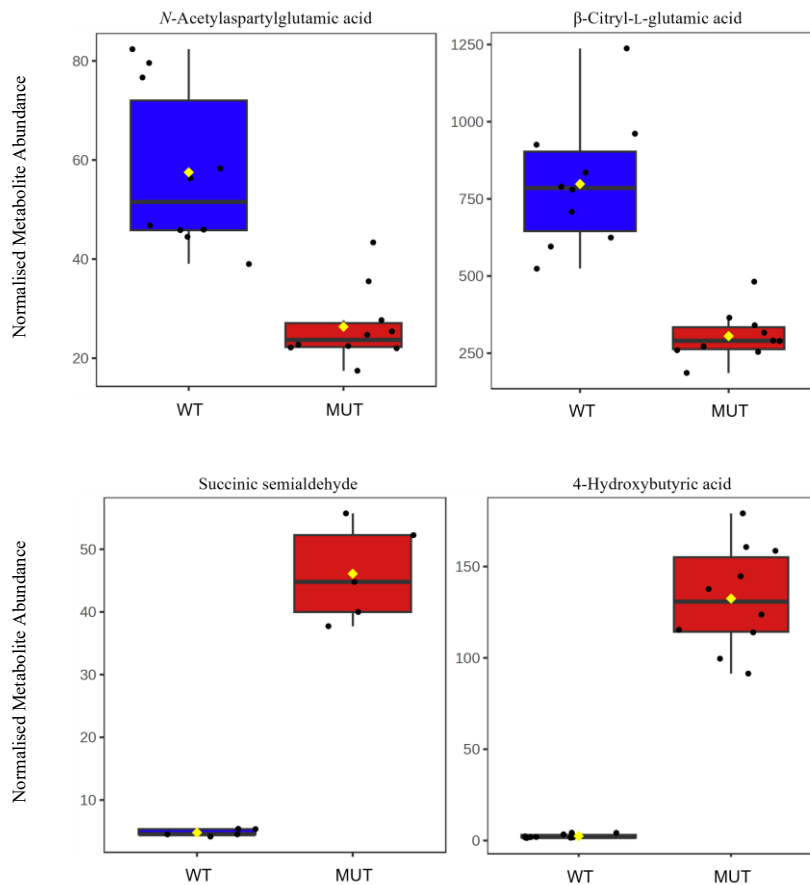 N-Acetylaspartylglutamic acid
β-Citryl-L-glutamic acid
Normalised Metabolite Abundance
80
60
40
20
WT
MUT
1250
1000
750
500
250
WT
MUT
Succinic semialdehyde
4-Hydroxybutyric acid
Normalised Metabolite Abundance
50
40
30
20
10
WT
MUT
150
100
50
0
WT
MUT